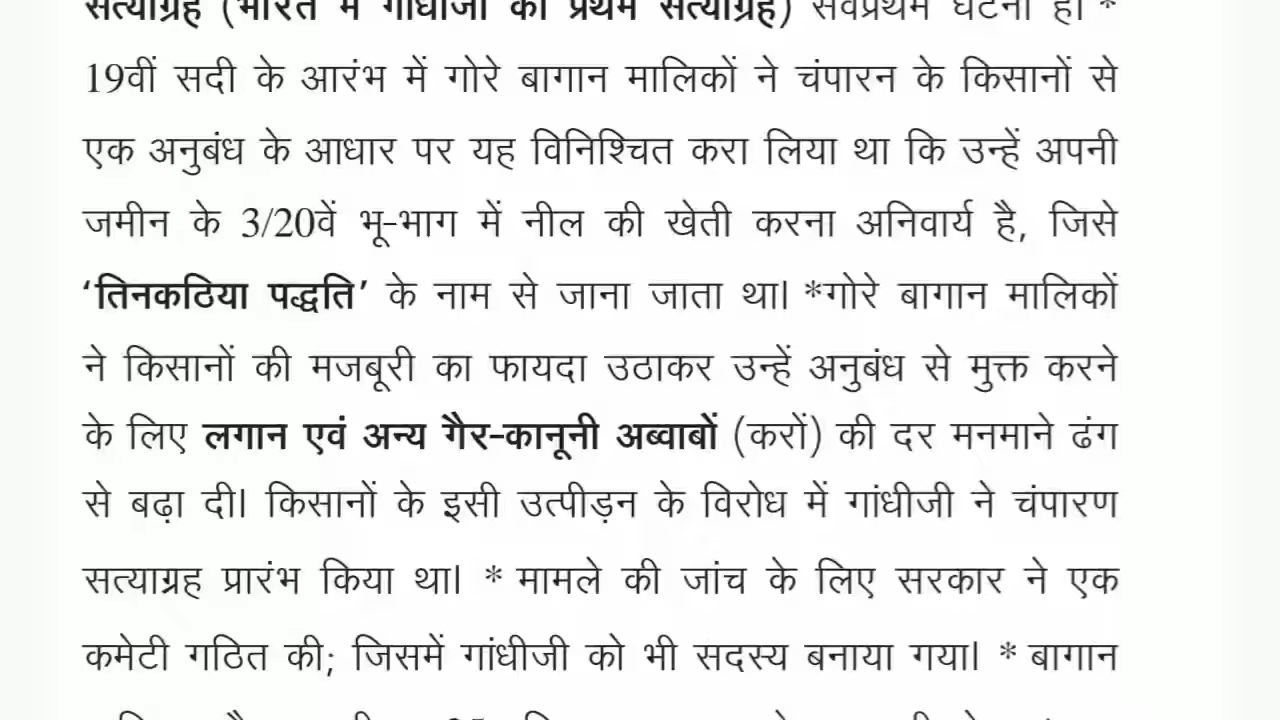 सत्याग्रह (भारत में गांधीजी का प्रथम सत्याग्रह) सर्वप्रथम घटना है। *
19वीं सदी के आरंभ में गोरे बागान मालिकों ने चंपारन के किसानों से
एक अनुबंध के आधार पर यह विनिश्चित करा लिया था कि उन्हें अपनी
जमीन के 3/20वें भू-भाग में नील की खेती करना अनिवार्य है, जिसे
‘तिनकठिया पद्धति’ के नाम से जाना जाता था। *गोरे बागान मालिकों
ने किसानों की मजबूरी का फायदा उठाकर उन्हें अनुबंध से मुक्त करने
के लिए लगान एवं अन्य गैर-कानूनी अब्वाबों (करों) की दर मनमाने ढंग
से बढ़ा दी। किसानों के इसी उत्पीड़न के विरोध में गांधीजी ने चंपारण
सत्याग्रह प्रारंभ किया था। * मामले की जांच के लिए सरकार ने एक
कमेटी गठित की; जिसमें गांधीजी को भी सदस्य बनाया गया। * बागान